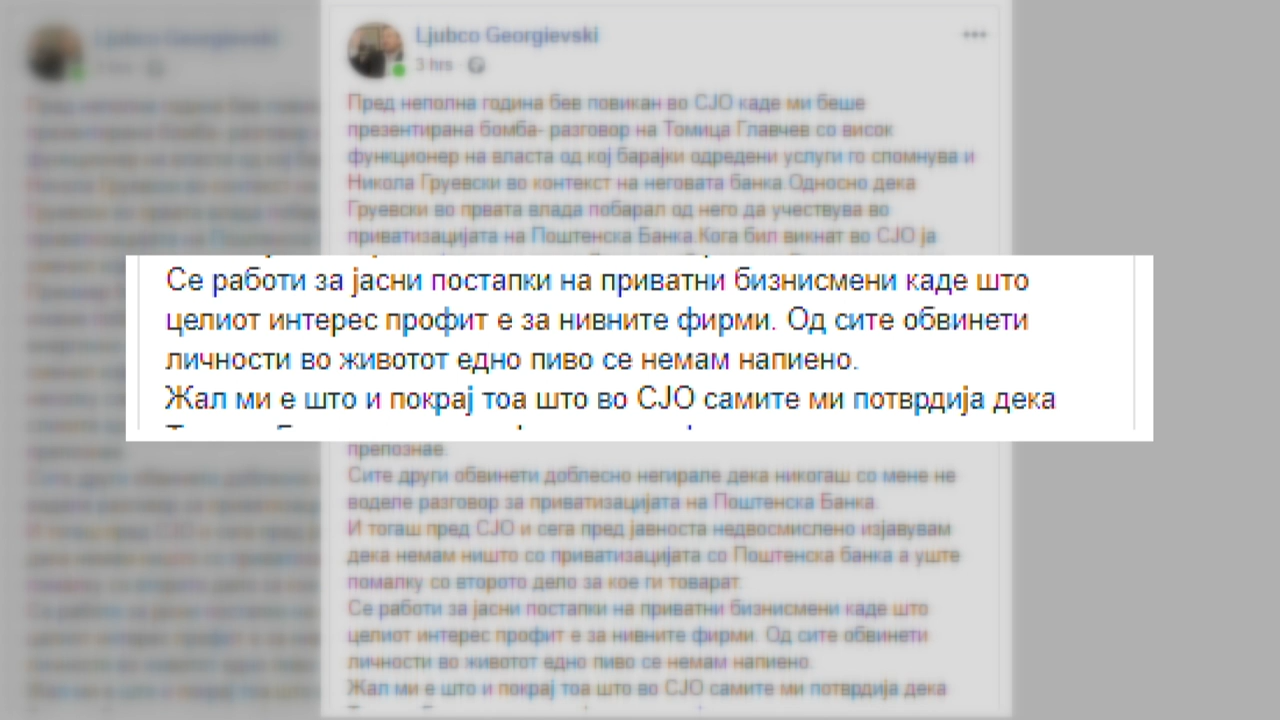 Ljubco Georgievski
3 hrs
Пред неполна година бев повикан во СЈО каде ми беше
презентирана бомба- разговор на Томица Главчев со висок
функционер на власта од кој барајки одредени услуги го спомнува и
Никола Груевски во контекст на неговата банка.Односно дека
Груевски во првата влада побарал од него да учествува во
приватизацијата на Поштенска Банка.Кога бил викнат во СЈО ја
Се работи за јасни постапки на приватни бизнисмени каде што
целиот интерес профит е за нивните фирми. Од сите обвинети
личности во животот едно пиво се немам напиено.
Жал ми е што и покрај тоа што во СЈО самите ми потврдија дека
препознае.
Сите други обвинети доблесно негирале дека никогаш со мене не
воделе разговор за приватизацијата на Поштенска Банка.
И тогаш пред СЈО и сега пред јавноста недвосмислено изјавувам
дека немам ништо со приватизацијата со Поштенска банка а уште
помалку со второто дело за кое ги товарат.
Се работи за јасни постапки на приватни бизнисмени каде што
целиот интерес профит е за нивните фирми. Од сите обвинети
личности во животот едно пиво се немам напиено.
Жал ми е што и покрај тоа што во СЈО самите ми потврдија дека